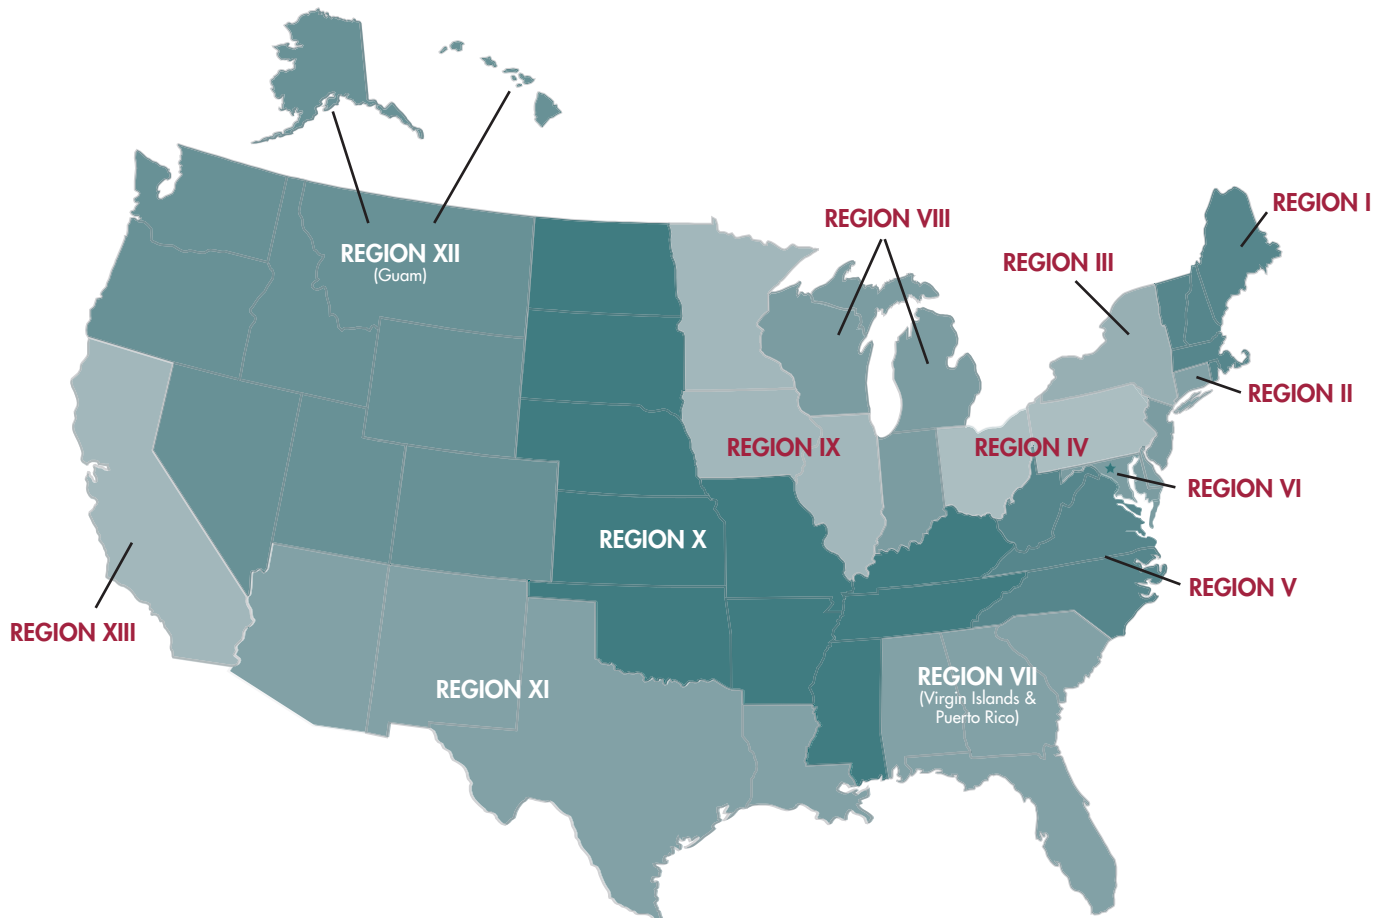 REGION I
REGION VIII
REGION XII
(Guam)
REGION III
REGION II
REGION IX
REGION IV
REGION VI
REGION X
REGION V
REGION XIII
REGION VII
(Virgin Islands &
Puerto Rico)
REGION XI